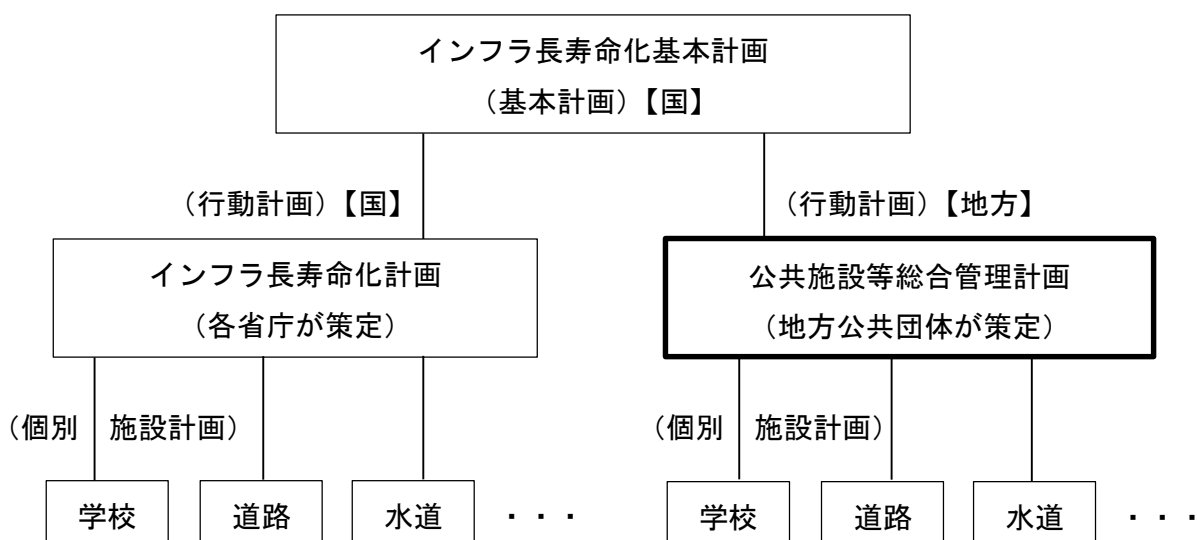 インフラ長寿命化基本計画
（基本計画）【国】
（行動計画）【国】
（行動計画）【地方】
インフラ長寿命化計画
（各省庁が策定）
公共施設等総合管理計画
（地方公共団体が策定）
（個別 施設計画）
（個別 施設計画）
学校 道路 水道 ・・・
学校 道路 水道 ・・・